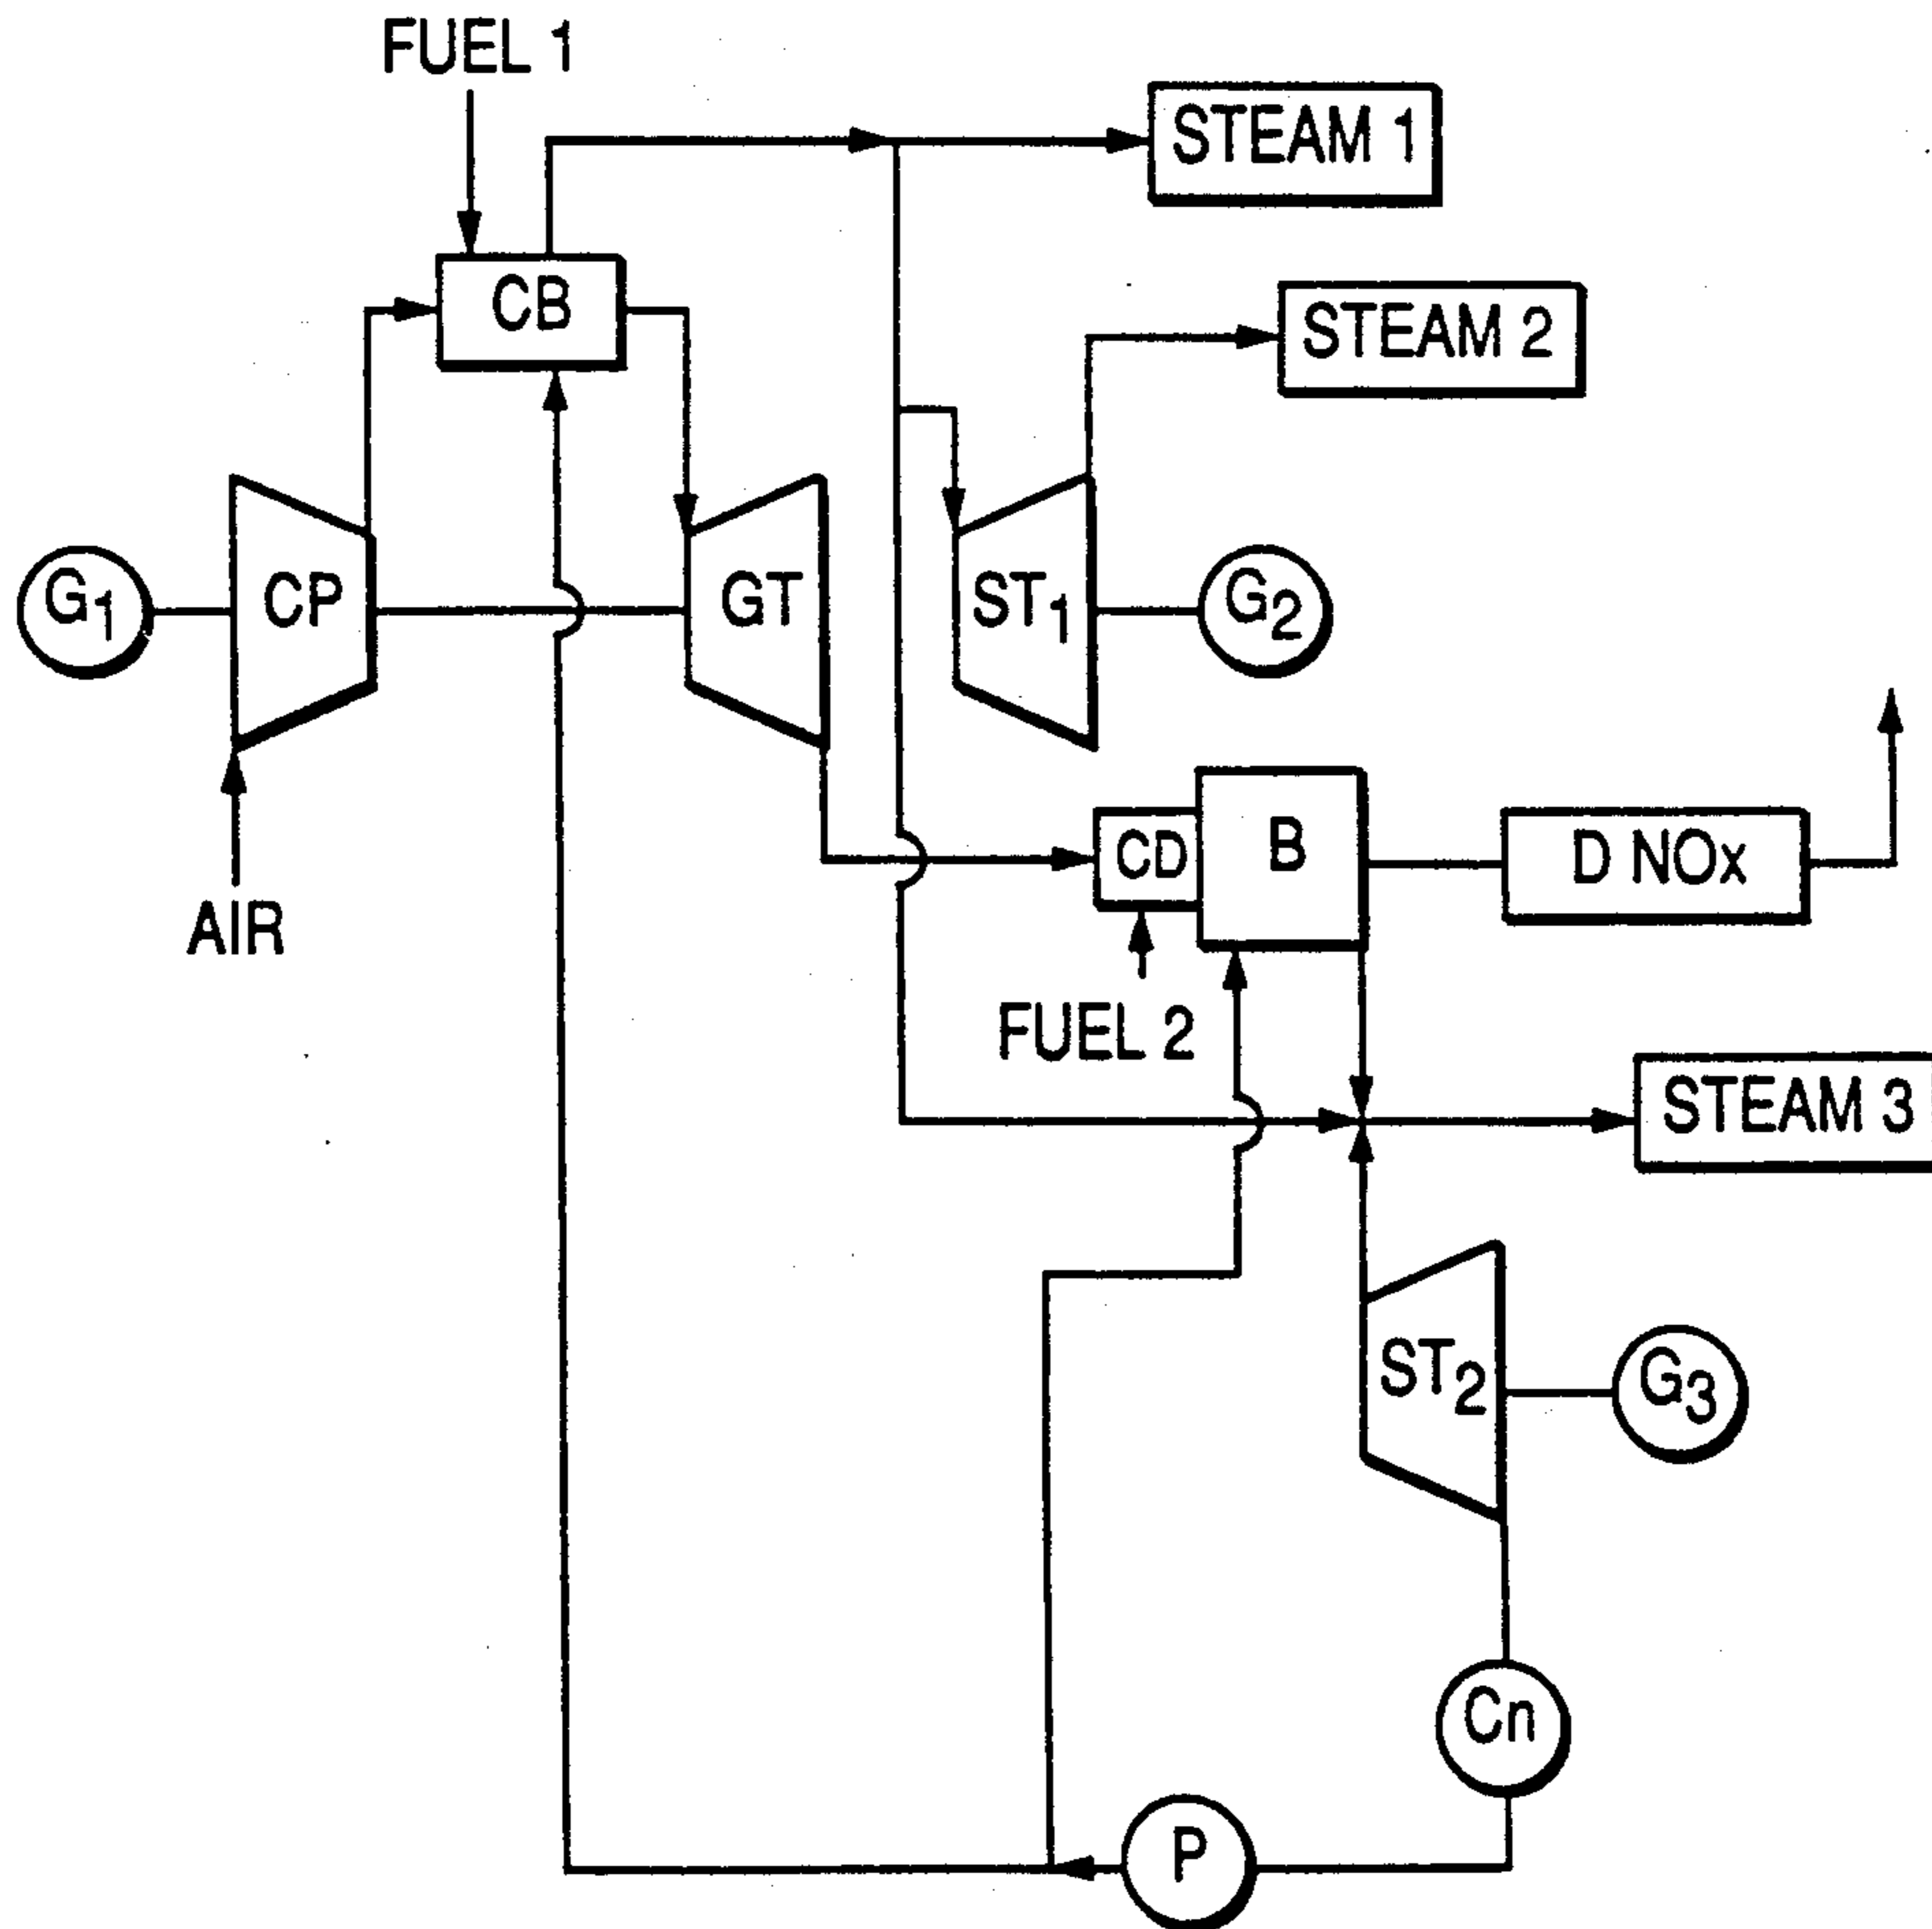 FUEL 1
STEAM 1
CB
STEAM 2
G1
CP
GT
ST1
G2
CD
B
D NOx
AIR
FUEL 2
STEAM 3
ST2
G3
Cn
P